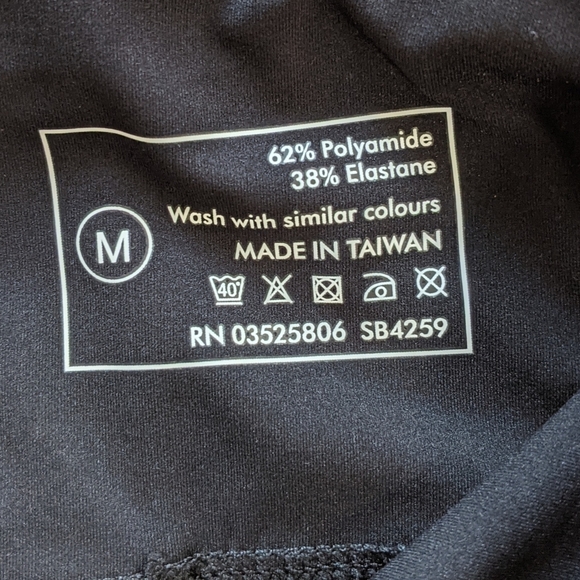 62% Polyamide
38% Elastane
M
Wash with similar colours
MADE IN TAIWAN
40°
RN 03525806 SB4259